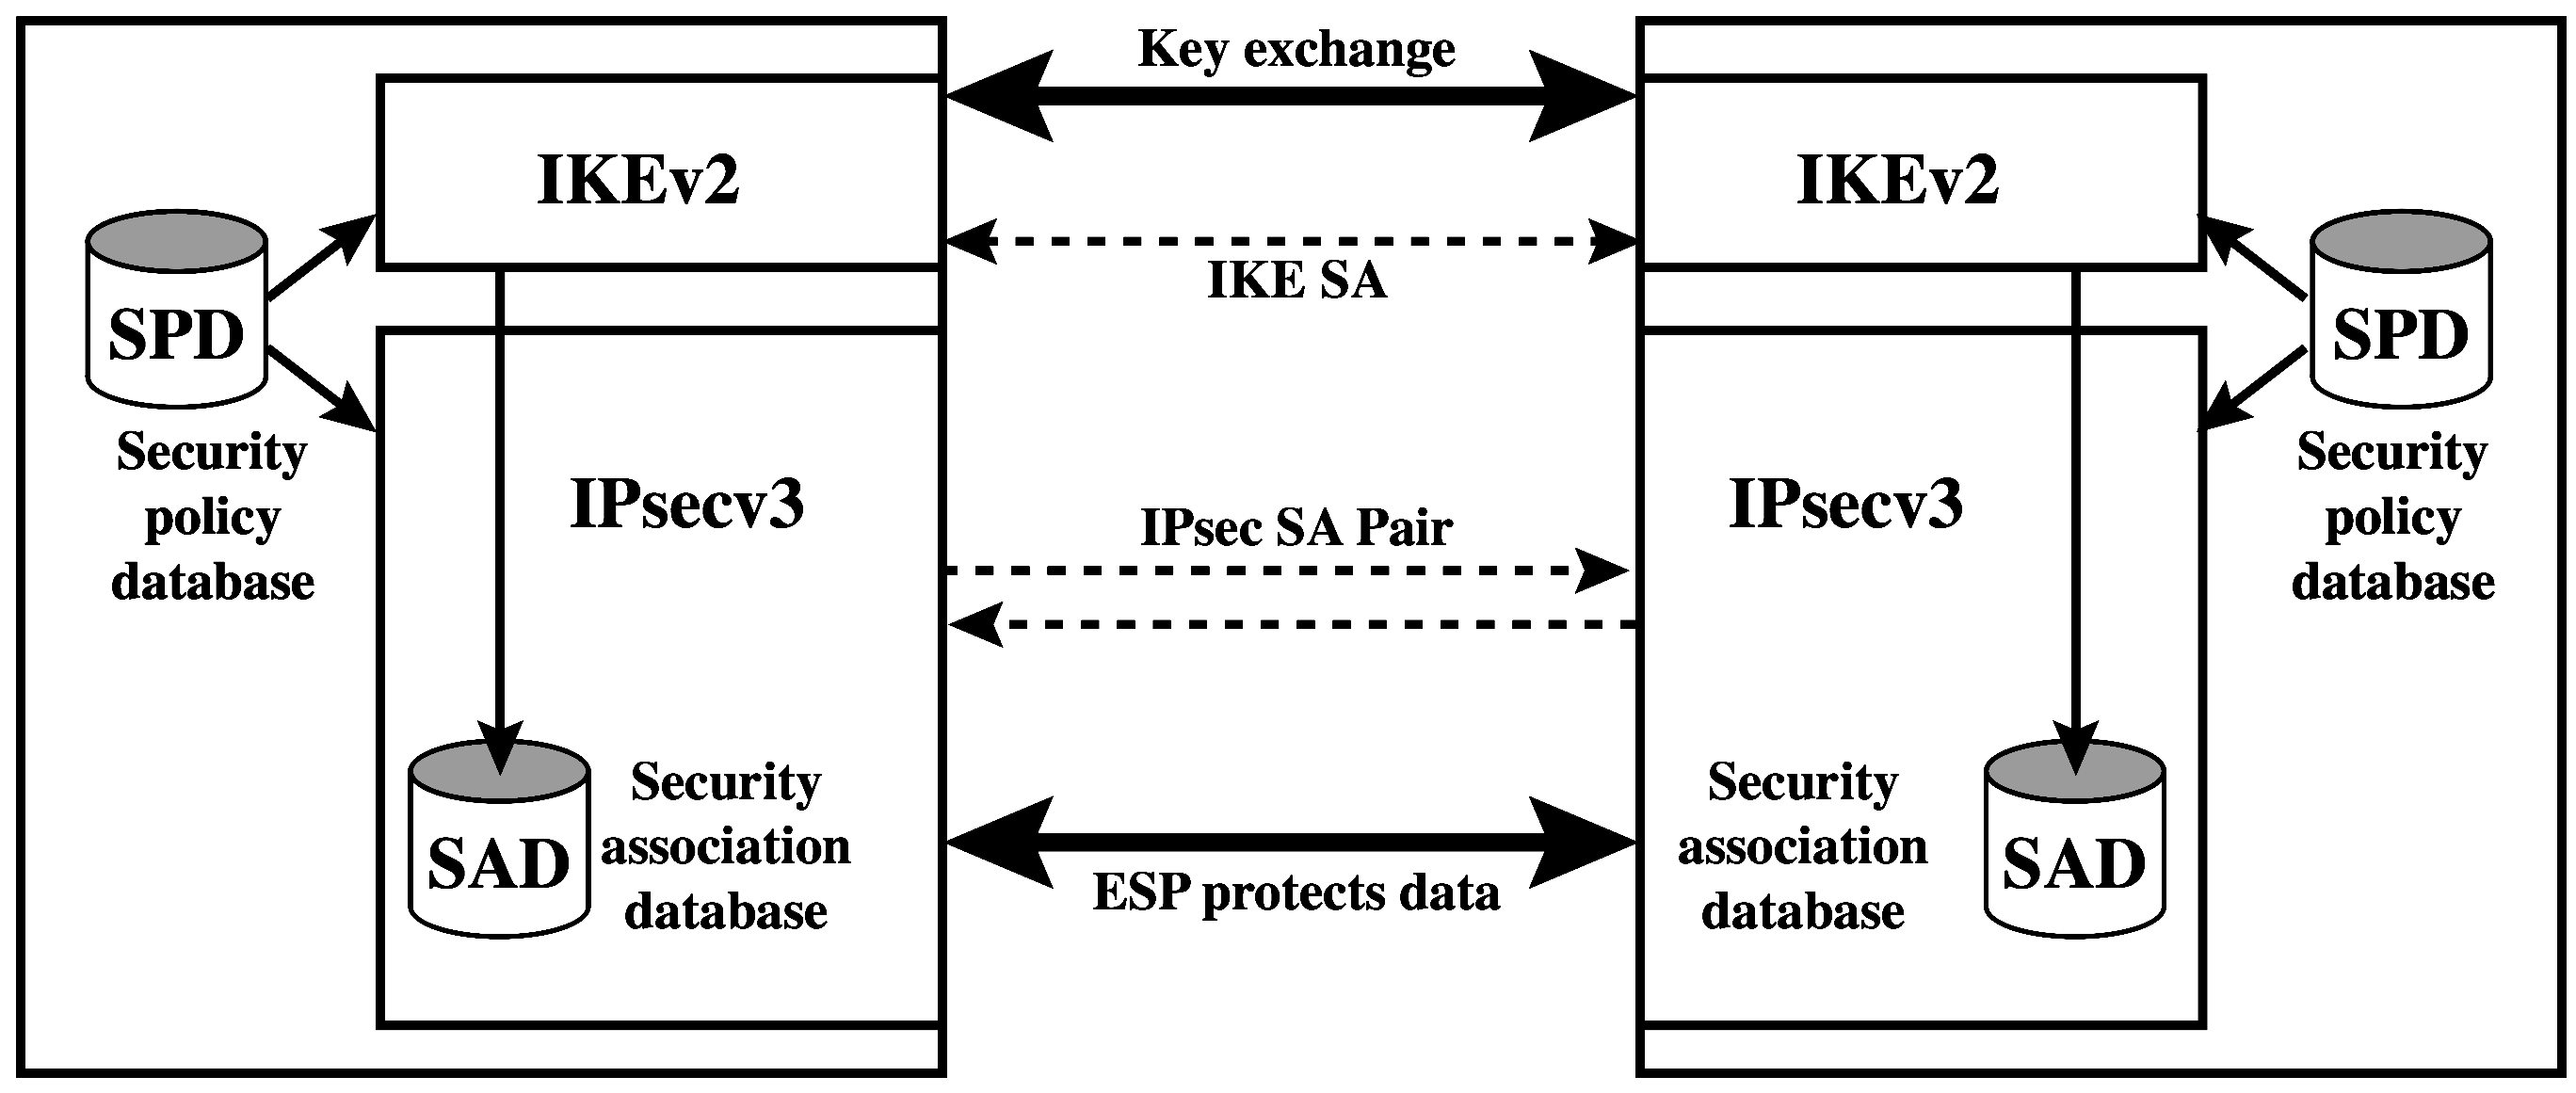 Key exchange
IKEv2
IKEv2
IKE SA
SPD
Security
policy
database
SPD
Security
policy
database
IPsecv3
IPsecv3
IPsec SA Pair
SAD
Security
association
database
ESP protects data
Security
association
database
SAD